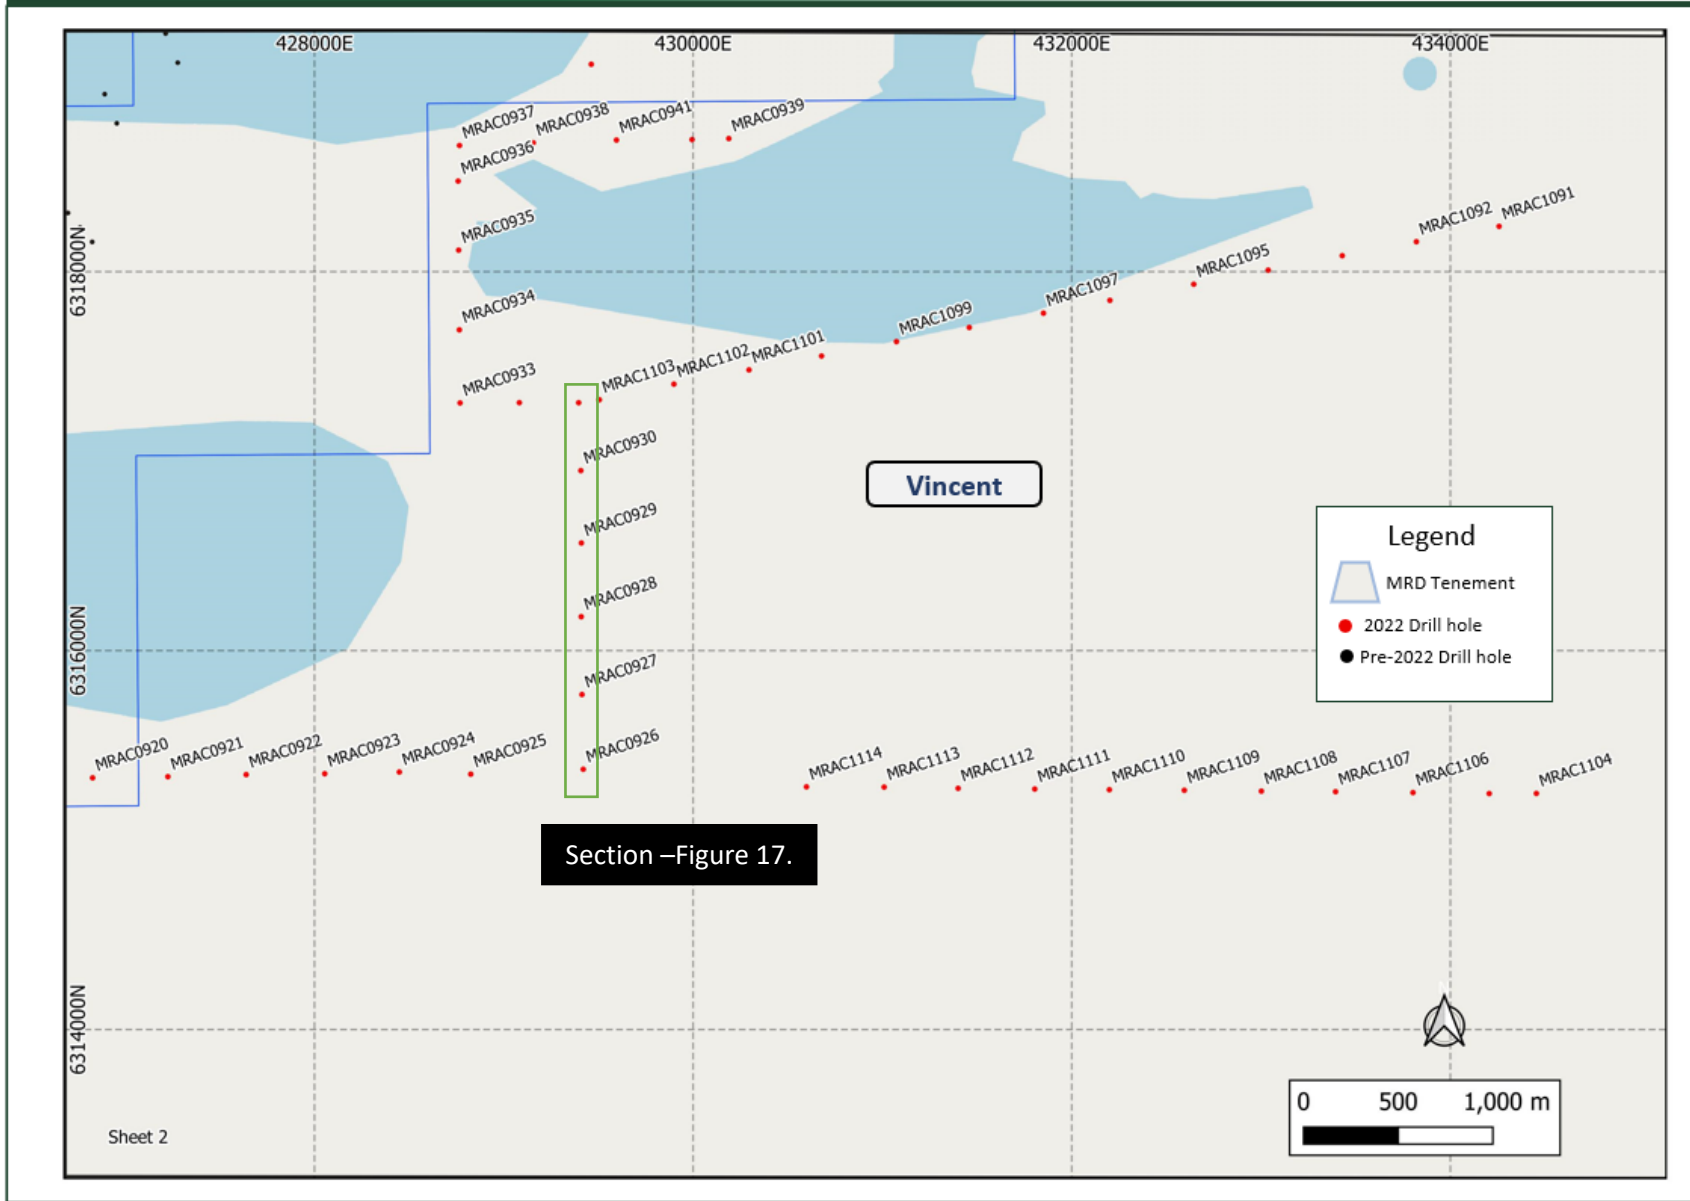 428000E
430000E
432000E
434000E
MRAC0937
MRAC0938
MRAC0941
MRAC0939
MRAC0936
MRAC0935
MRAC1092
MRAC1091
6318000N
MRAC1095
MRAC0934
MRAC1097
MRAC1099
MRAC0933
MRAC1103
MRAC1102
MRAC1101
MRAC0930
Vincent
MRAC0929
Legend
MRD Tenement
2022 Drill hole
Pre-2022 Drill hole
MRAC0928
6316000N
MRAC0927
MRAC0920
MRAC0921
MRAC0922
MRAC0923
MRAC0924
MRAC0925
MRAC0926
MRAC1114
MRAC1113
MRAC1112
MRAC1111
MRAC1110
MRAC1109
MRAC1108
MRAC1107
MRAC1106
MRAC1104
Section –Figure 17.
6314000N
0 500 1,000 m
Sheet 2